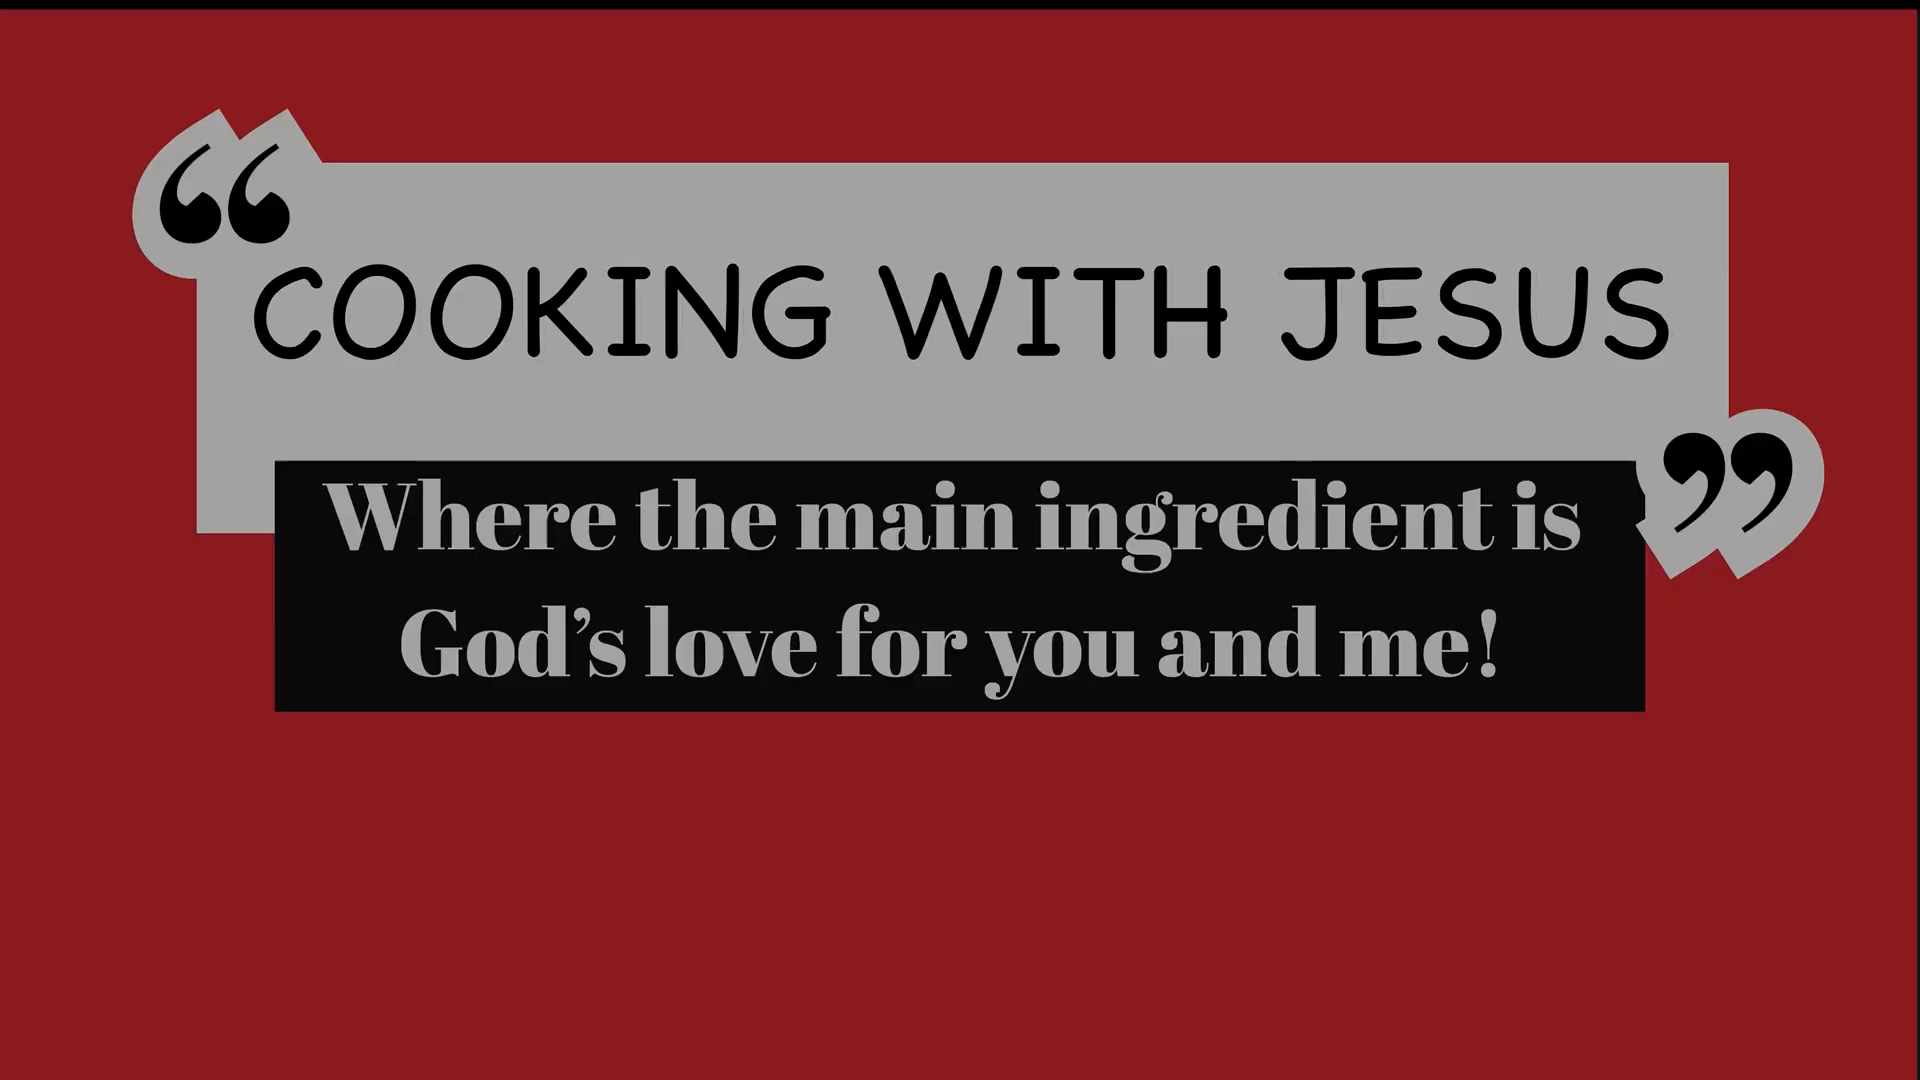 “COOKING WITH JESUS
Where the main ingredient is
God’s love for you and me!”